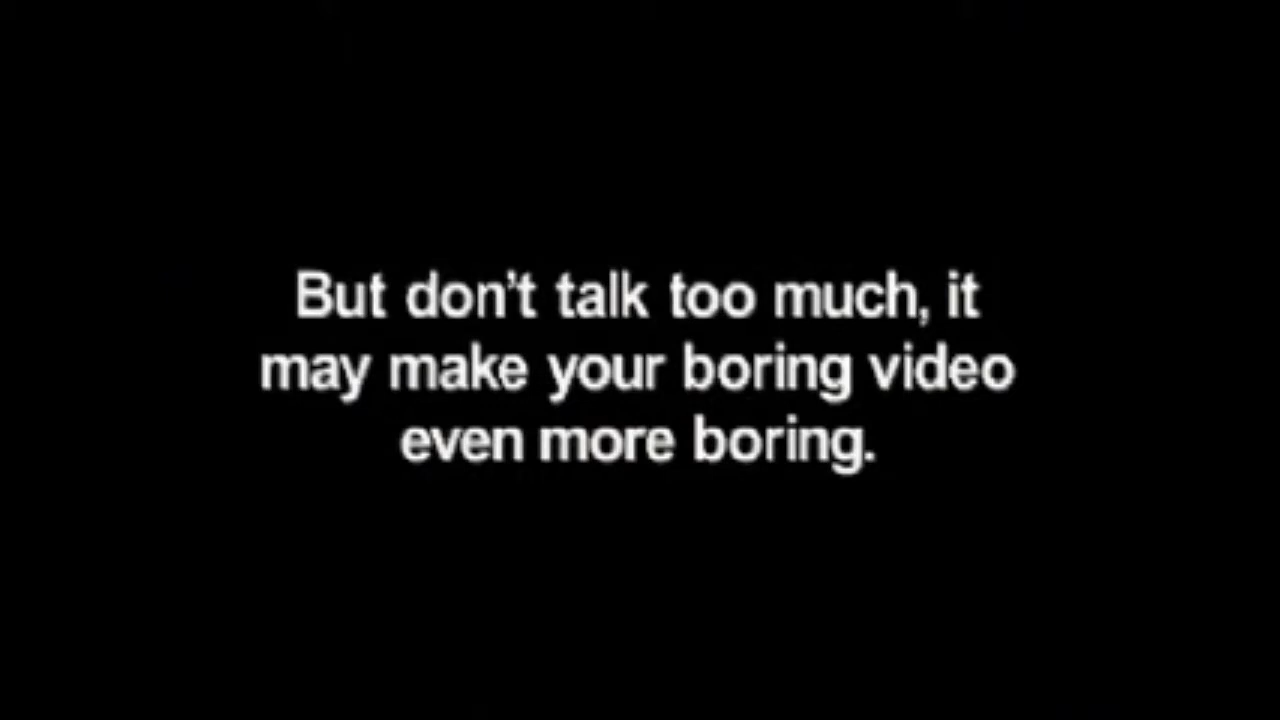 But don't talk too much, it
may make your boring video
even more boring.